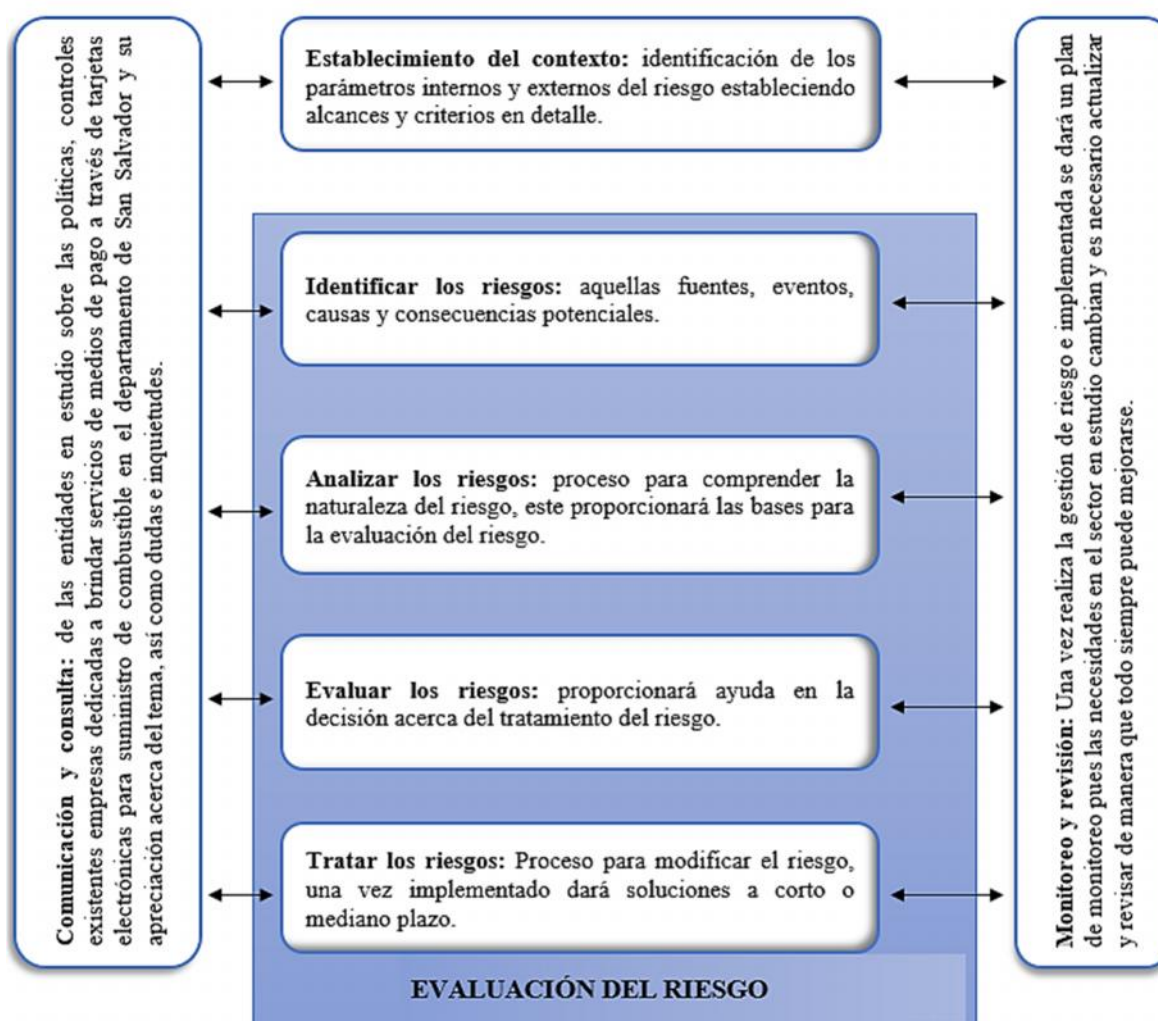 Comunicación y consulta: de las entidades en estudio sobre las políticas, controles
existentes empresas dedicadas a brindar servicios de medios de pago a través de tarjetas
electrónicas para suministro de combustible en el departamento de San Salvador y su
apreciación acerca del tema, así como dudas e inquietudes.
Establecimiento del contexto: identificación de los
parámetros internos y externos del riesgo estableciendo
alcances y criterios en detalle.
Identificar los riesgos: aquellas fuentes, eventos,
causas y consecuencias potenciales.
Analizar los riesgos: proceso para comprender la
naturaleza del riesgo, este proporcionará las bases para
la evaluación del riesgo.
Evaluar los riesgos: proporcionará ayuda en la
decisión acerca del tratamiento del riesgo.
Tratar los riesgos: Proceso para modificar el riesgo,
una vez implementado dará soluciones a corto o
mediano plazo.
EVALUACIÓN DEL RIESGO
Monitoreo y revisión: Una vez realiza la gestión de riesgo e implementada se dará un plan
de monitoreo pues las necesidades en el sector en estudio cambian y es necesario actualizar
y revisar de manera que todo siempre puede mejorarse.